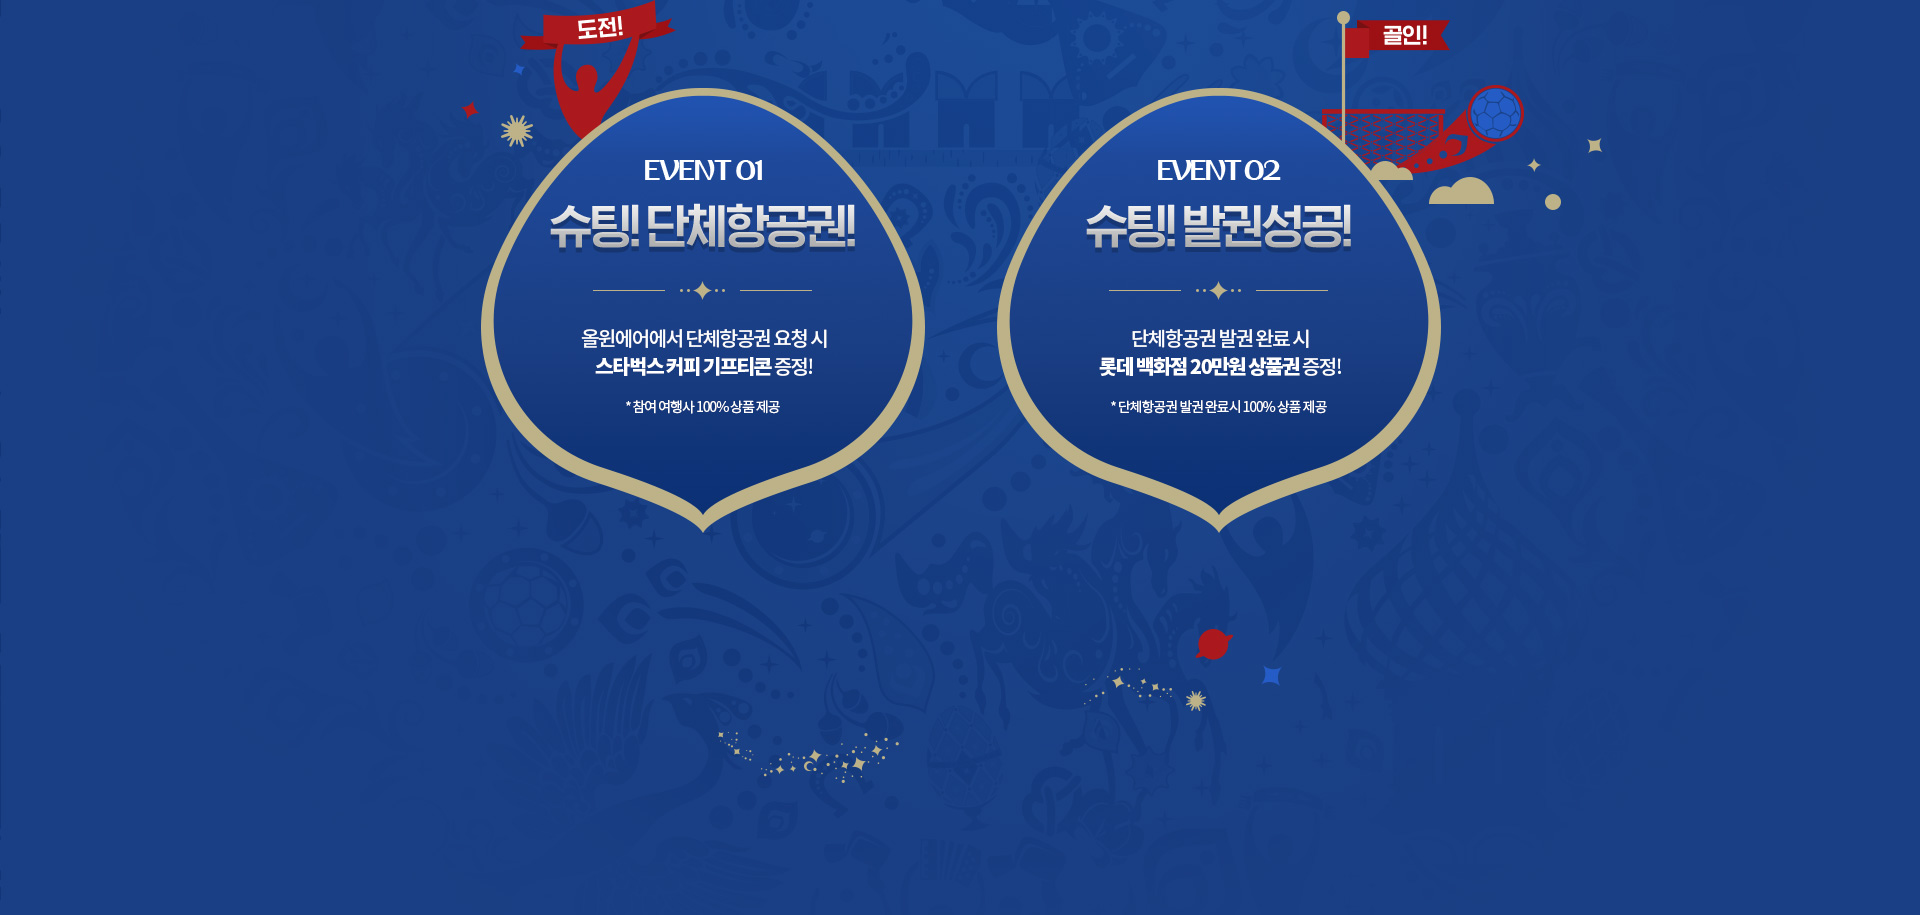 도전!
골인!
EVENT 01
슈팅! 단체항공권!
올윈에어에서 단체항공권 요청 시
스타벅스 커피 기프티콘 증정!
* 참여 여행사 100% 상품 제공
EVENT 02
슈팅! 발권성공!
단체항공권 발권 완료 시
롯데 백화점 20만원 상품권 증정!
* 단체항공권 발권 완료시 100% 상품 제공